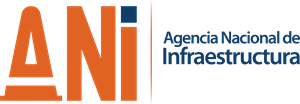 ANi
Agencia Nacional de
Infraestructura